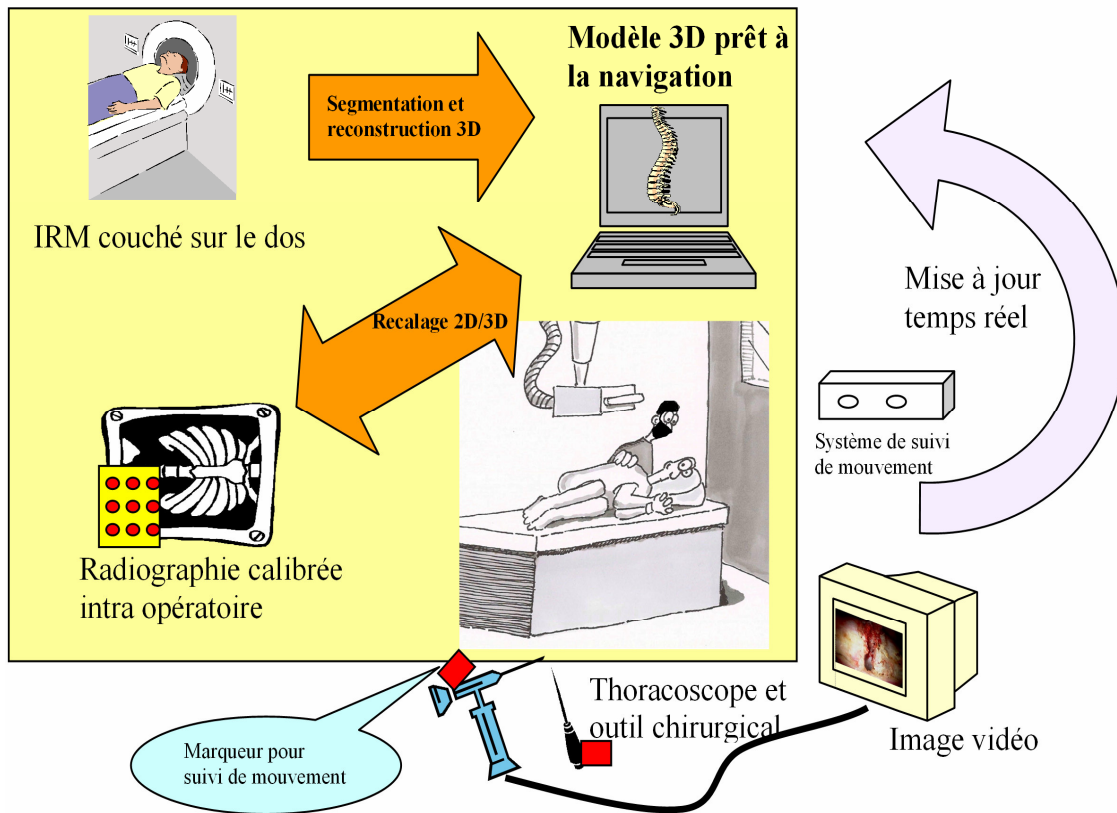 Modèle 3D prêt à
la navigation
Segmentation et
reconstruction 3D
IRM couché sur le dos
Recalage 2D/3D
Mise à jour
temps réel
Système de suivi
de mouvement
Radiographie calibrée
intra opératoire
Thoracoscope et
outil chirurgical
Image vidéo
Marqueur pour
suivi de mouvement